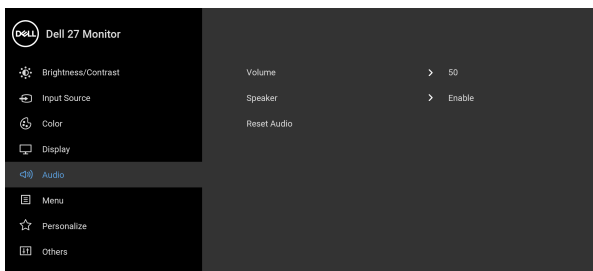 DELL Dell 27 Monitor
Brightness/Contrast Volume 50
Input Source Speaker Enable
Color Reset Audio
Display
Audio
Menu
Personalize
Others